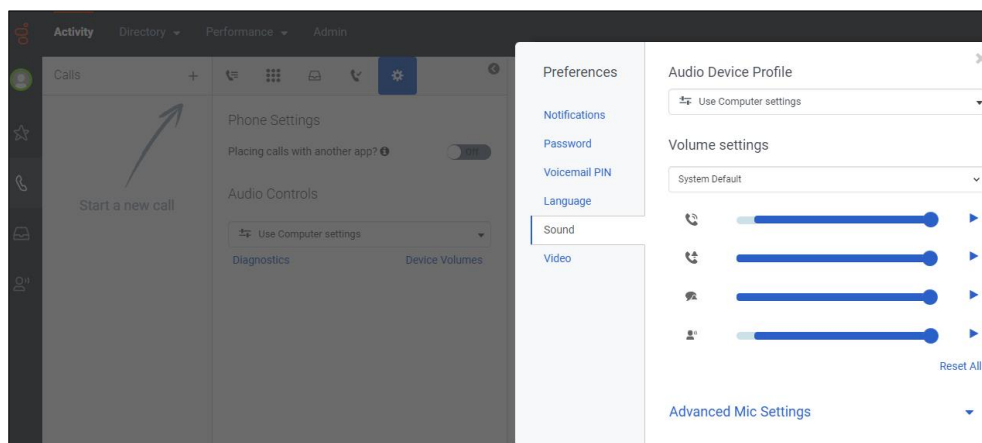 Activity Directory Performance Admin
Calls
Phone Settings
Placing calls with another app?
Off
Start a new call
Audio Controls
Use Computer settings
Diagnostics Device Volumes
Preferences
Notifications
Password
Voicemail PIN
Language
Sound
Video
Audio Device Profile
Use Computer settings
Volume settings
System Default
Reset All
Advanced Mic Settings